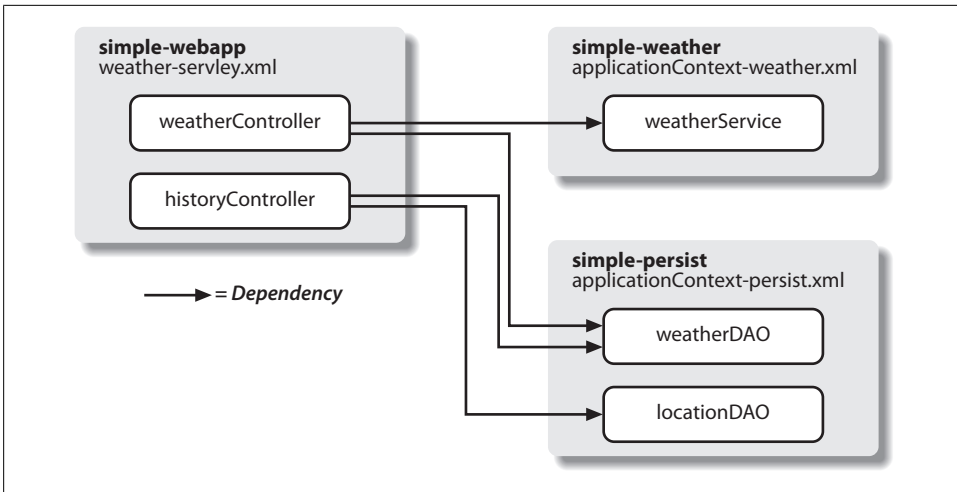 simple-webapp
weather-servley.xml
weatherController
historyController
= Dependency
simple-weather
applicationContext-weather.xml
weatherService
simple-persist
applicationContext-persist.xml
weatherDAO
locationDAO